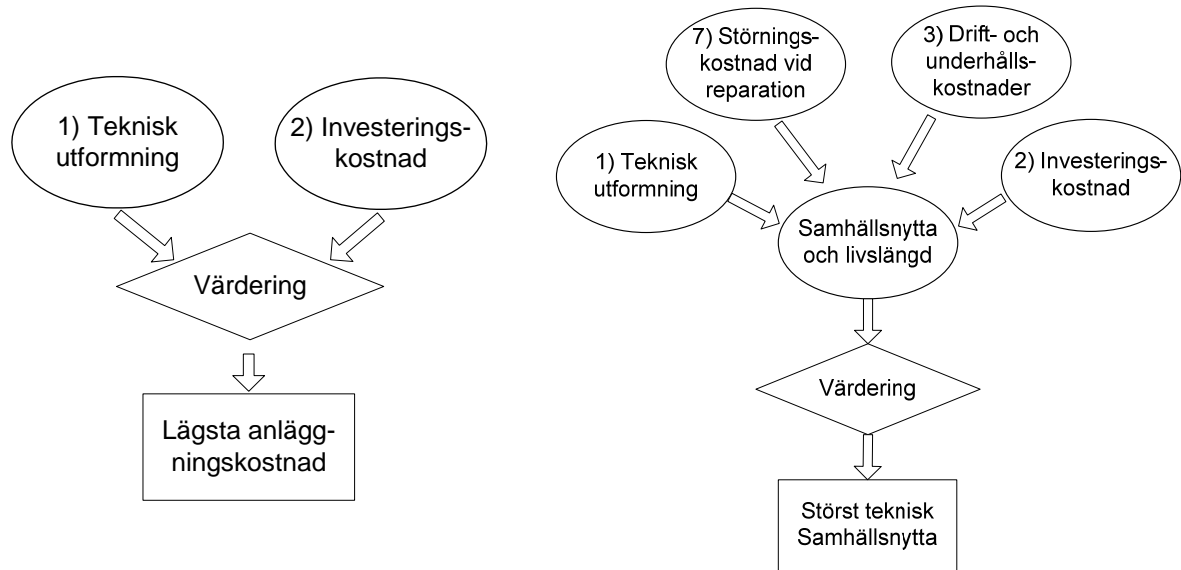 1) Teknisk
utformning
2) Investerings-
kostnad
Värdering
Lägsta anlägg-
ningskostnad
7) Störnings-
kostnad vid
reparation
3) Drift- och
underhålls-
kostnader
1) Teknisk
utformning
2) Investerings-
kostnad
Samhällsnytta
och livslängd
Värdering
Störst teknisk
Samhällsnytta